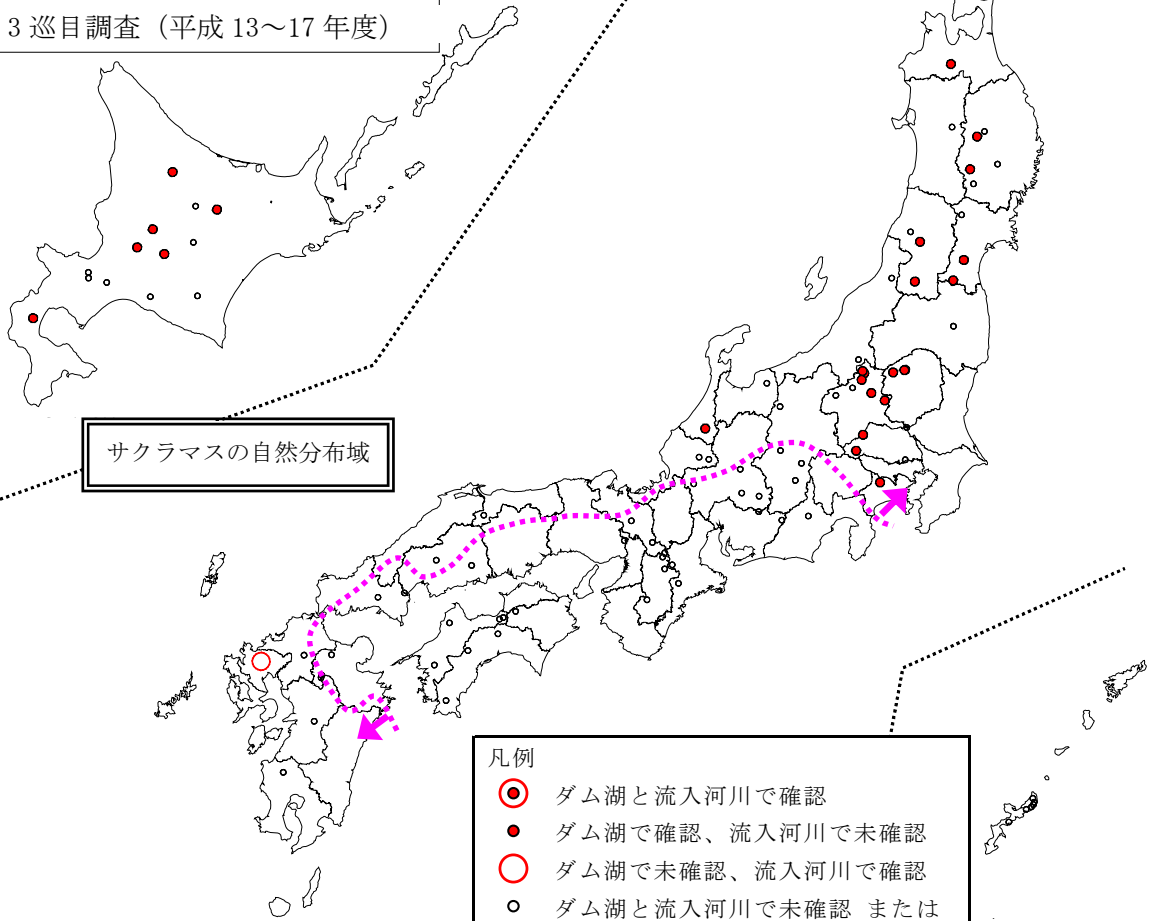 3 巡目調査（平成 13～17 年度）
サクラマスの自然分布域
凡例
ダム湖と流入河川で確認
ダム湖で確認、流入河川で未確認
ダム湖で未確認、流入河川で確認
ダム湖と流入河川で未確認 または